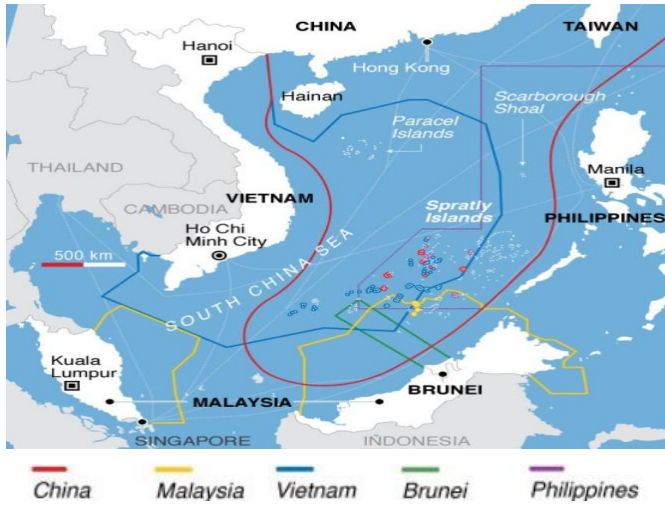 CHINA
TAIWAN
Hanoi
Hong Kong
Hainan
Scarborough
Shoal
Paracel
Islands
THAILAND
Manila
VIETNAM
CAMBODIA
Spratly
Islands
PHILIPPINES
Ho Chi
Minh City
500 km
SOUTH CHINA SEA
Kuala
Lumpur
MALAYSIA
BRUNEI
SINGAPORE
INDONESIA
China
Malaysia
Vietnam
Brunei
Philippines